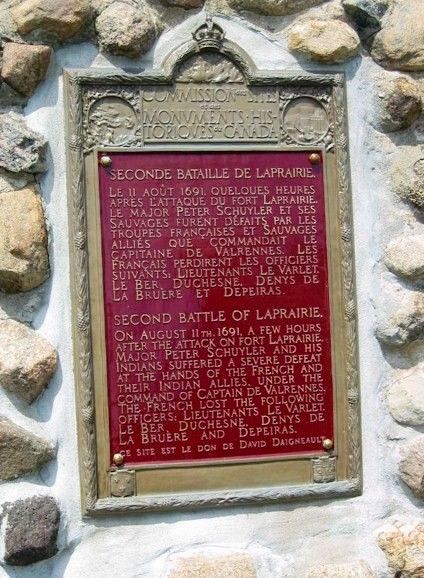 COMMISSION DES SITES
ET DES
MONUMENTS HIS-
TORIQUES DU CANADA
SECONDE BATAILLE DE LAPRAIRIE.
LE 11 AOÛT 1691, QUELQUES HEURES
APRÈS L'ATTAQUE DU FORT LAPRAIRIE,
LE MAJOR PETER SCHUYLER ET SES
SAUVAGES FURENT DÉFAITS PAR LES
TROUPES FRANÇAISES ET SAUVAGES
ALLIÉS QUE COMMANDAIT LE
CAPITAINE DE VALRENNES. LES
FRANÇAIS PERDIRENT LES OFFICIERS
SUIVANTS: LIEUTENANTS LE VARLET,
LE BER, DUCHESNE, DENYS DE
LA BRUÈRE ET DEPEIRAS.
SECOND BATTLE OF LAPRAIRIE.
ON AUGUST 11TH, 1691, A FEW HOURS
AFTER THE ATTACK ON FORT LAPRAIRIE,
MAJOR PETER SCHUYLER AND HIS
INDIANS SUFFERED A SEVERE DEFEAT
AT THE HANDS OF THE FRENCH AND
THEIR INDIAN ALLIES, UNDER THE
COMMAND OF CAPTAIN DE VALRENNES.
THE FRENCH LOST THE FOLLOWING
OFFICERS: LIEUTENANTS LE VARLET,
LE BER, DUCHESNE, DENYS DE
LA BRUÈRE AND DEPEIRAS.
CE SITE EST LE DON DE DAVID DAIGNEAULT